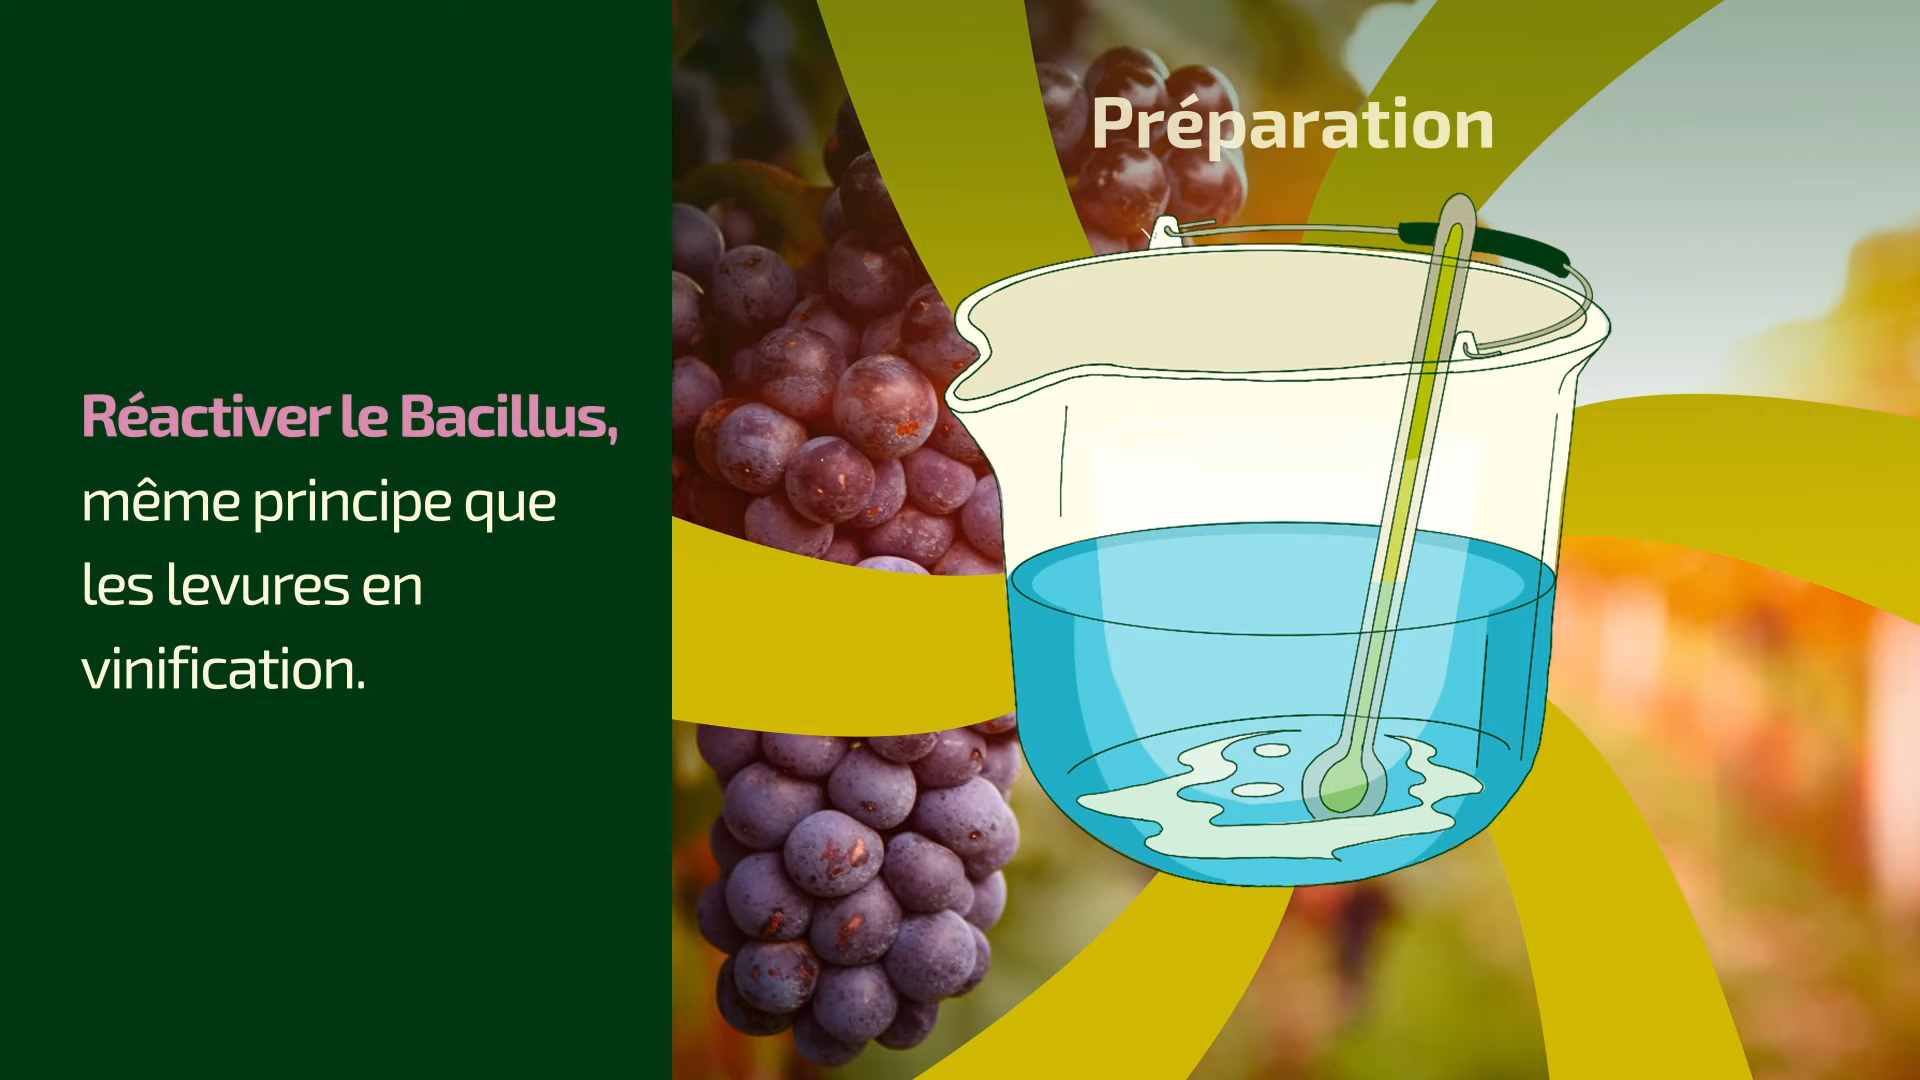 Préparation
Réactiver le Bacillus,
même principe que
les levures en
vinification.